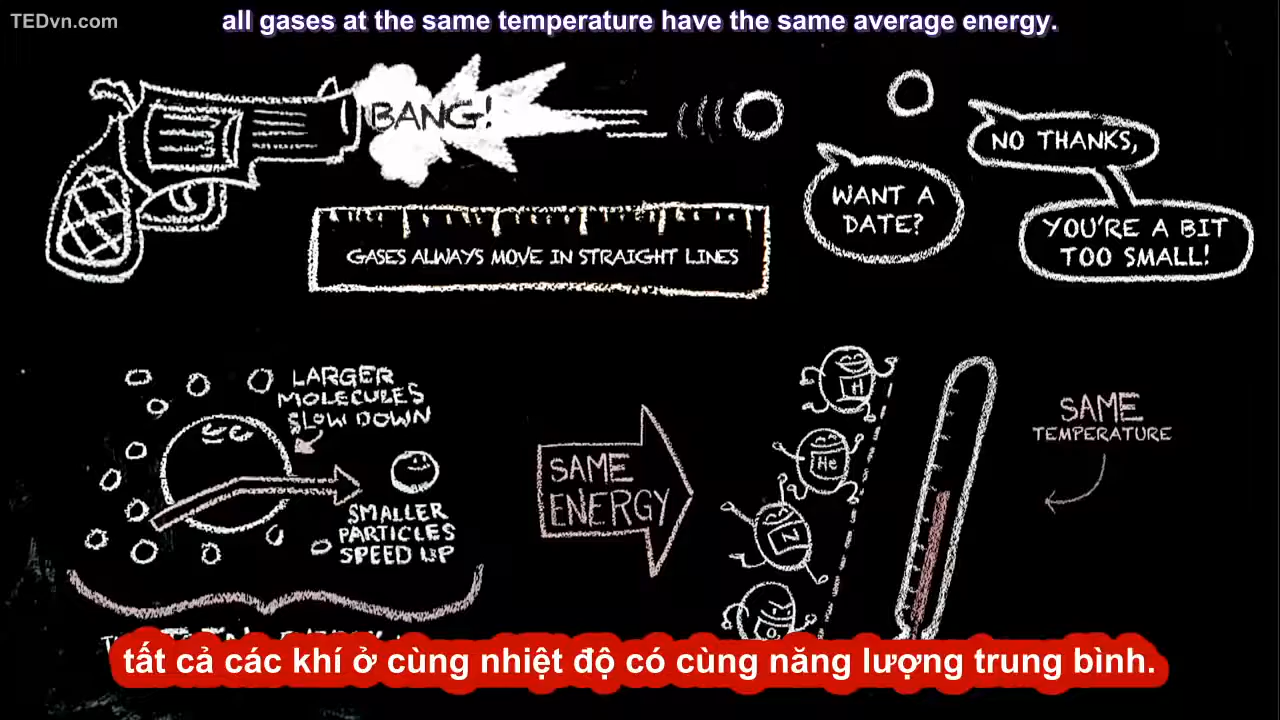 TEDvn.com
all gases at the same temperature have the same average energy.
BANG!
NO THANKS,
WANT A
DATE?
YOU'RE A BIT
TOO SMALL!
GASES ALWAYS MOVE IN STRAIGHT LINES
LARGER
MOLECULES
SLOW DOWN
SMALLER
PARTICLES
SPEED UP
SAME
ENERGY
H
He
N
O
SAME
TEMPERATURE
tất cả các khí ở cùng nhiệt độ có cùng năng lượng trung bình.